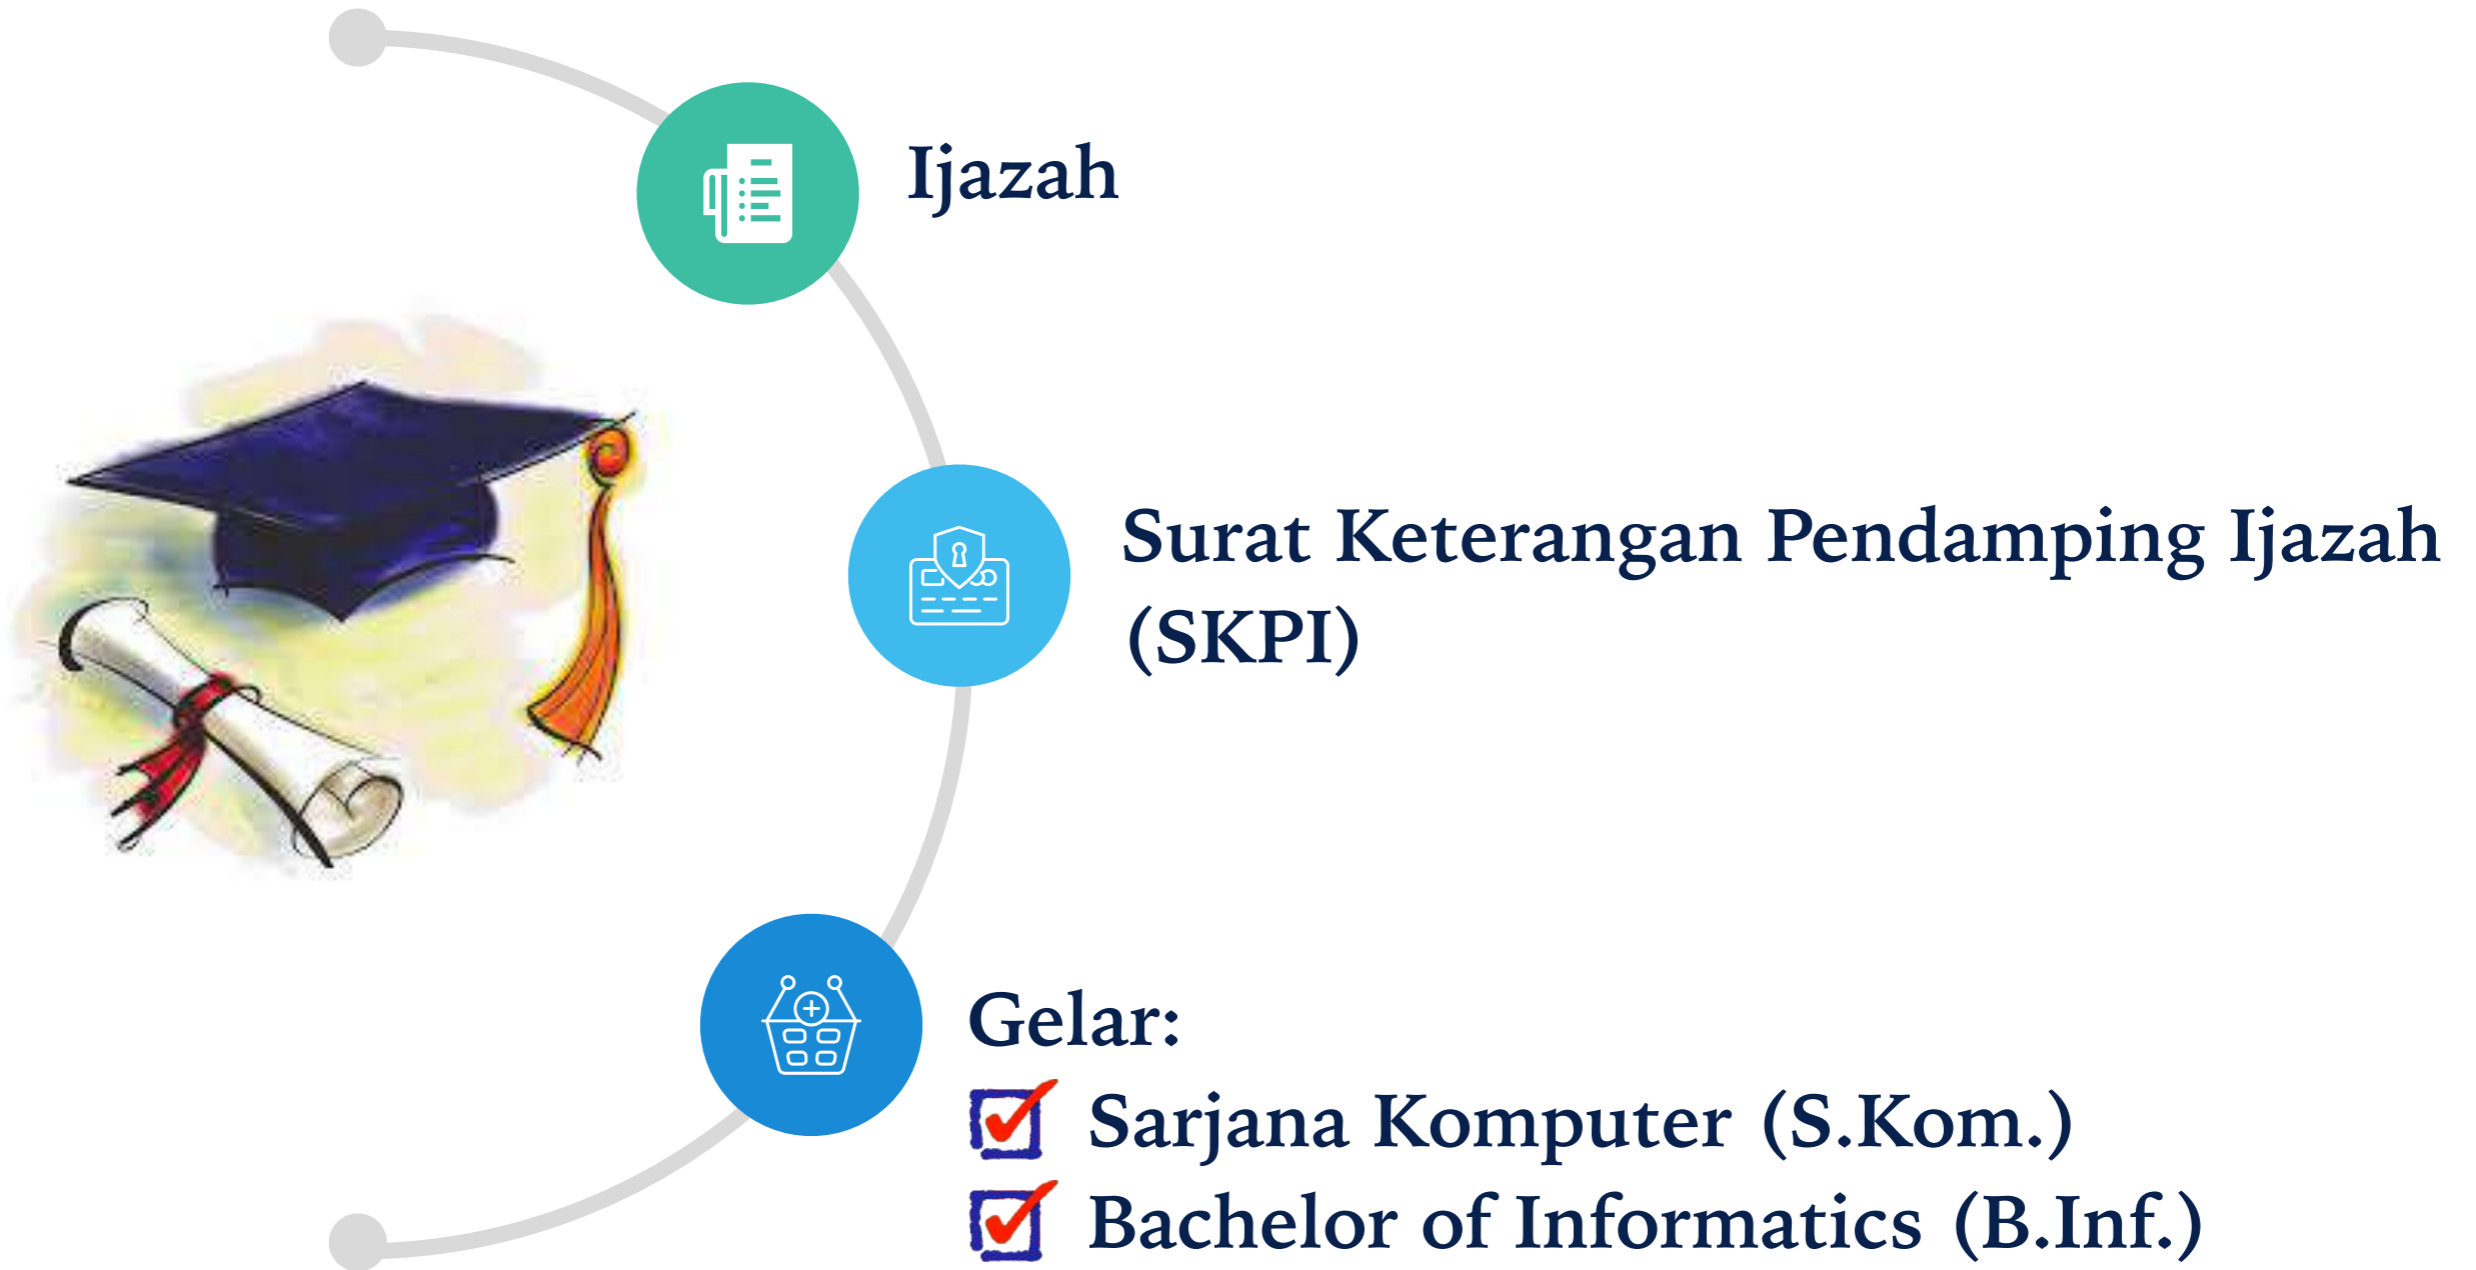 Ijazah
Surat Keterangan Pendamping Ijazah
(SKPI)
Gelar:
Sarjana Komputer (S.Kom.)
Bachelor of Informatics (B.Inf.)